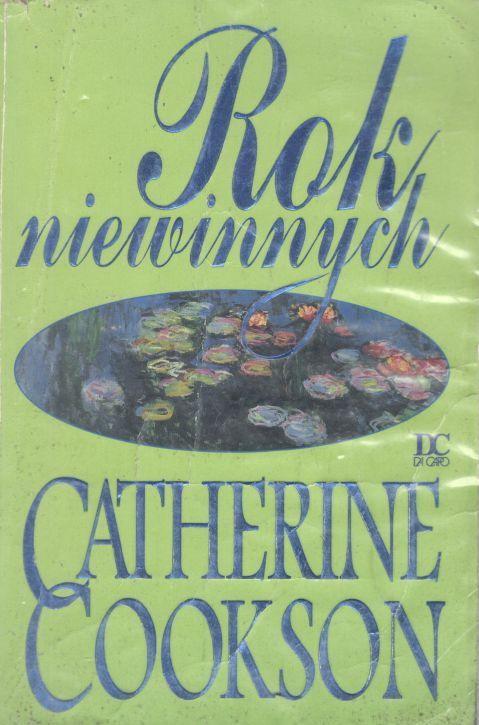 Rok
niewinnych
DC
DA CAPO
CATHERINE
COOKSON